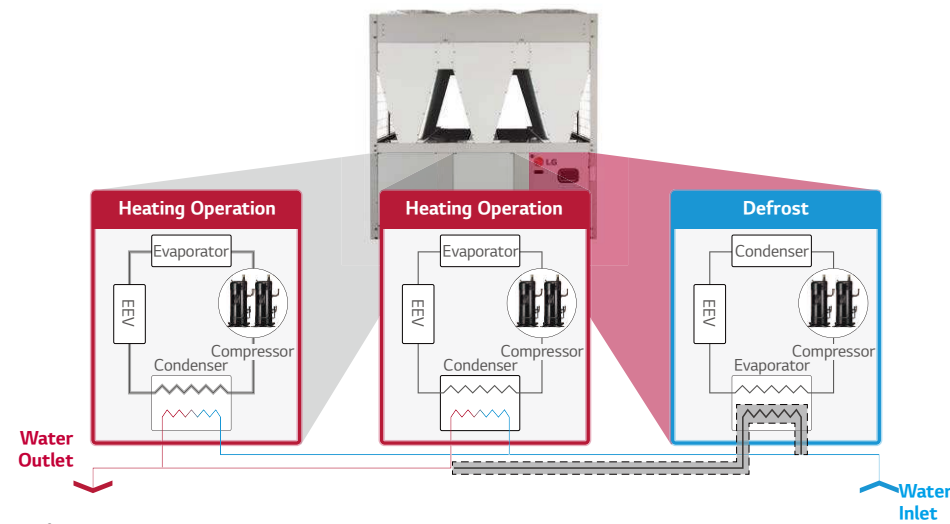 LG
Heating Operation
Heating Operation
Defrost
Evaporator
EEV
Compressor
Condenser
Evaporator
EEV
Compressor
Condenser
Condenser
EEV
Compressor
Evaporator
Water
Outlet
Water
Inlet